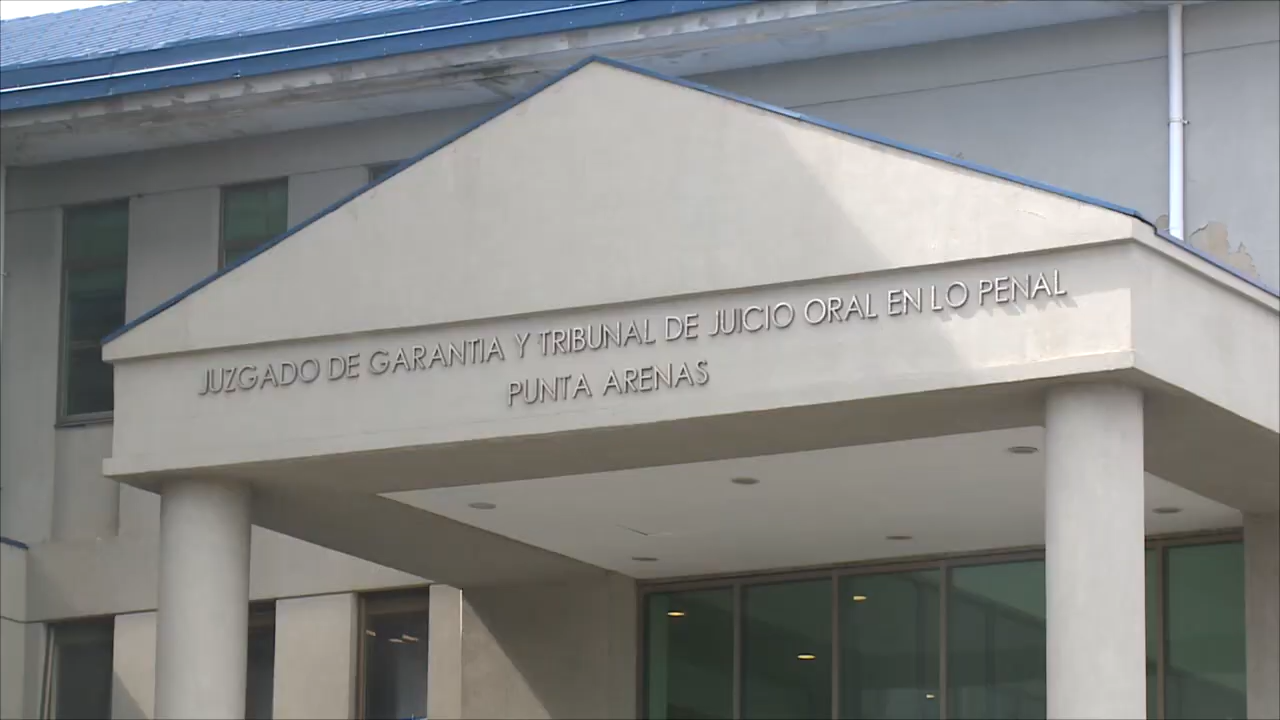 JUZGADO DE GARANTIA Y TRIBUNAL DE JUICIO ORAL EN LO PENAL
PUNTA ARENAS